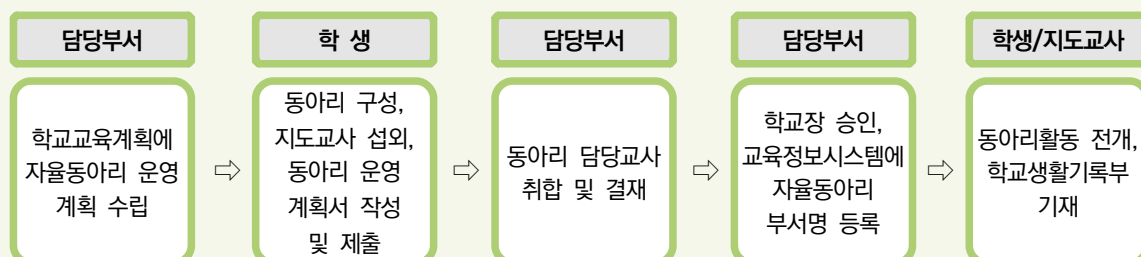 담당부서
학 생
담당부서
담당부서
학생/지도교사
학교교육계획에
자율동아리 운영
계획 수립
⇨
동아리 구성,
지도교사 섭외,
동아리 운영
계획서 작성
및 제출
⇨
동아리 담당교사
취합 및 결재
⇨
학교장 승인,
교육정보시스템에
자율동아리
부서명 등록
⇨
동아리활동 전개,
학교생활기록부
기재